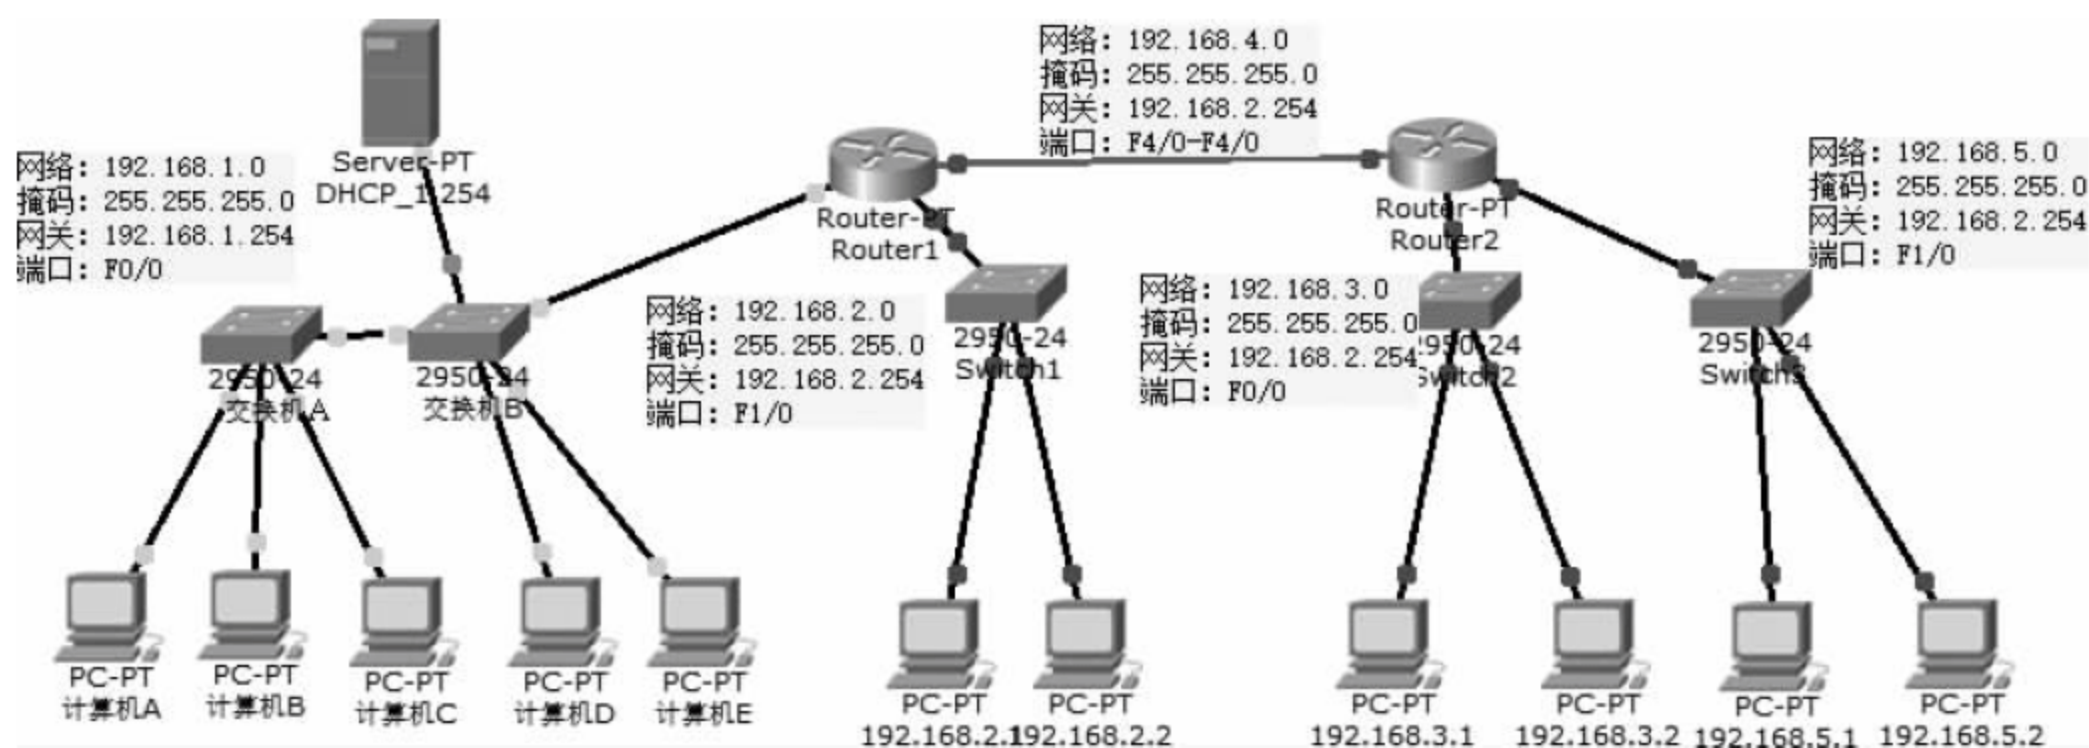 网络: 192.168.1.0
掩码: 255.255.255.0
网关: 192.168.1.254
端口: F0/0
Server-PT
DHCP_1.254
网络: 192.168.4.0
掩码: 255.255.255.0
网关: 192.168.2.254
端口: F4/0-F4/0
Router-PT
Router1
Router-PT
Router2
网络: 192.168.5.0
掩码: 255.255.255.0
网关: 192.168.2.254
端口: F1/0
2950-24
交换机A
2950-24
交换机B
网络: 192.168.2.0
掩码: 255.255.255.0
网关: 192.168.2.254
端口: F1/0
2950-24
Switch1
网络: 192.168.3.0
掩码: 255.255.255.0
网关: 192.168.2.254
端口: F0/0
2950-24
Switch2
2950-24
Switch3
PC-PT
计算机A
PC-PT
计算机B
PC-PT
计算机C
PC-PT
计算机D
PC-PT
计算机E
PC-PT
192.168.2.1
PC-PT
192.168.2.2
PC-PT
192.168.3.1
PC-PT
192.168.3.2
PC-PT
192.168.5.1
PC-PT
192.168.5.2